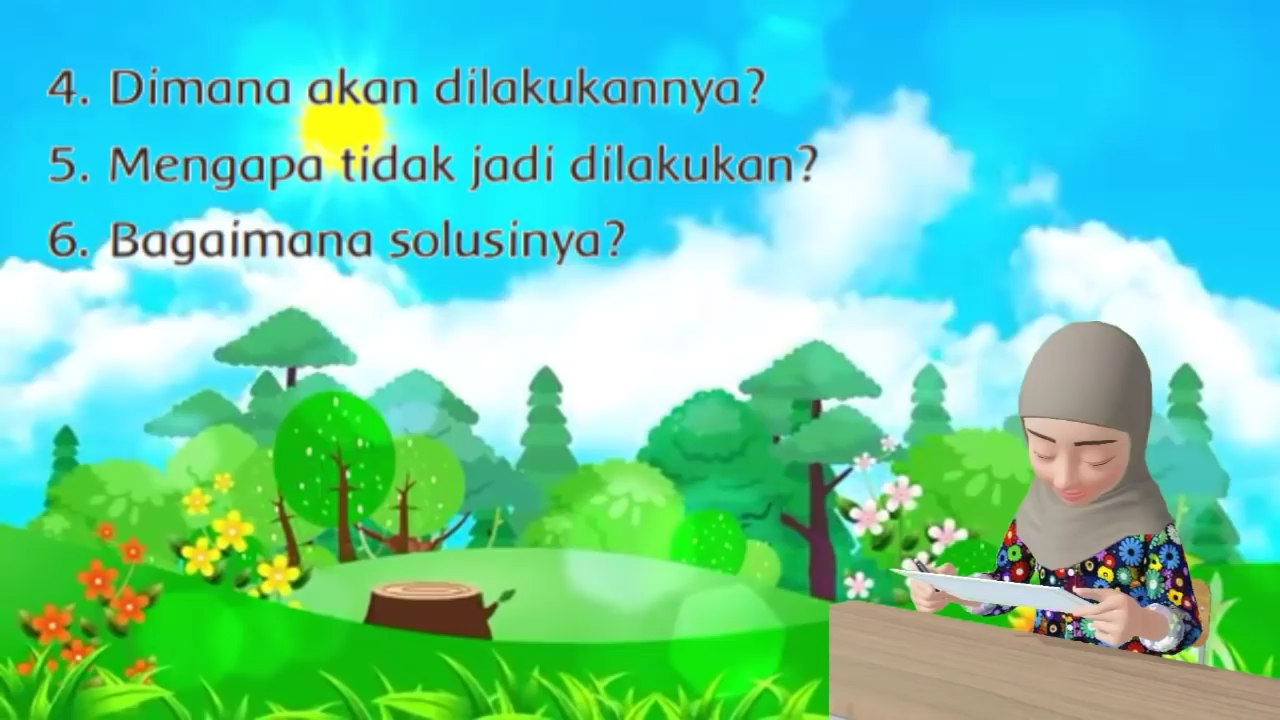 4. Dimana akan dilakukannya?
5. Mengapa tidak jadi dilakukan?
6. Bagaimana solusinya?